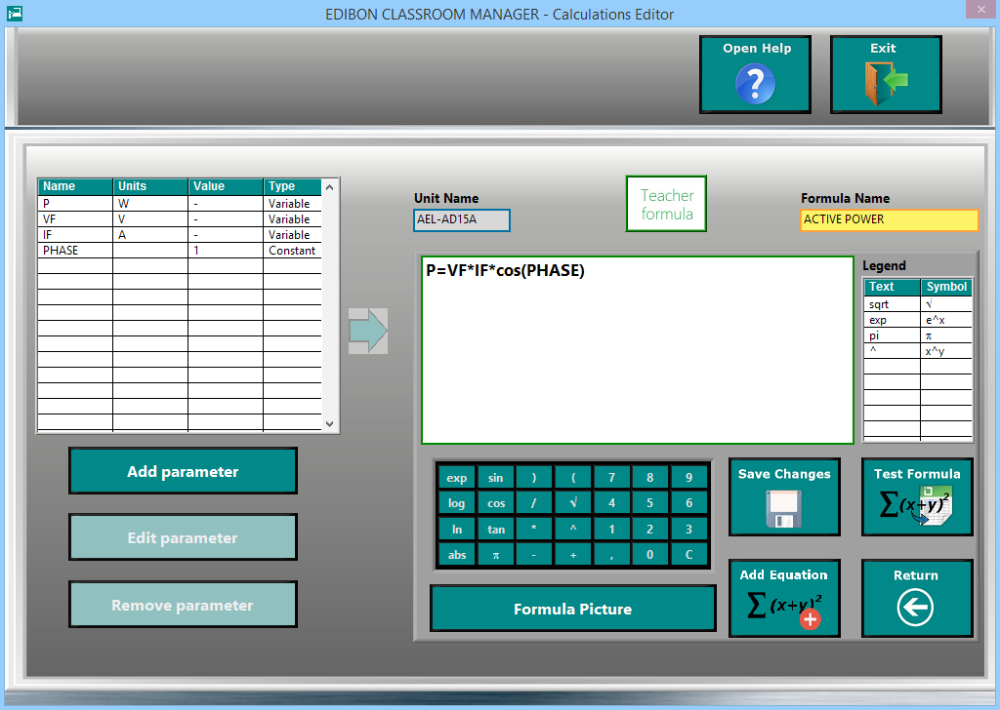 EDIBON CLASSROOM MANAGER - Calculations Editor
Open Help
Exit
Name Units Value Type
P W - Variable
VF V - Variable
IF A - Variable
PHASE 1 Constant
Add parameter
Edit parameter
Remove parameter
Unit Name
AEL-AD15A
Teacher
formula
Formula Name
ACTIVE POWER
P=VF*IF*cos(PHASE)
Legend
Text Symbol
sqrt √
exp e^x
pi π
^ x^y
exp sin ) ( 7 8 9
log cos / √ 4 5 6
ln tan * ^ 1 2 3
abs π - + , 0 C
Formula Picture
Save Changes
Test Formula
∑(x+y)²
Add Equation
∑(x+y)²
Return